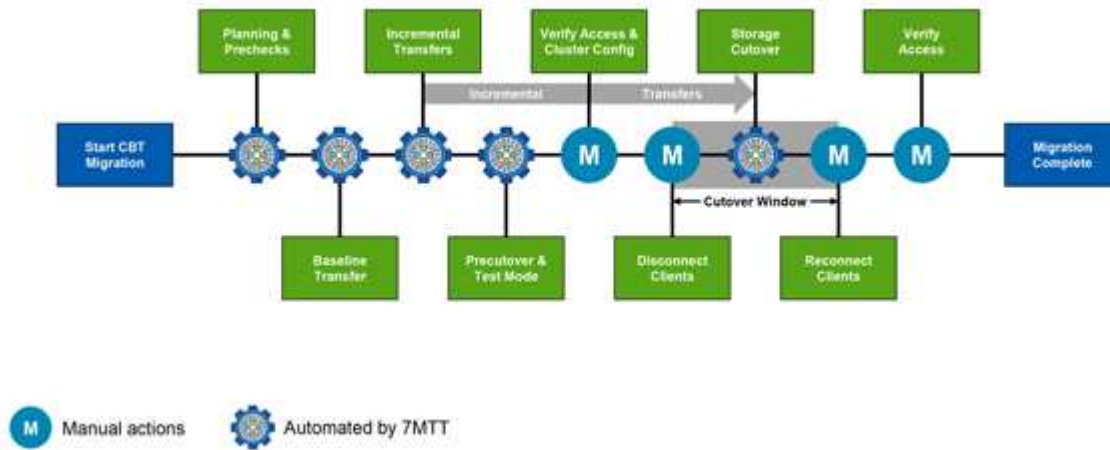 Planning &
Prechecks
Incremental
Transfers
Verify Access &
Cluster Config
Storage
Cutover
Verify
Access
Incremental
Transfers
Start CBT
Migration
M
M
M
M
Migration
Complete
Cutover Window
Baseline
Transfer
Precutover &
Test Mode
Disconnect
Clients
Reconnect
Clients
M
Manual actions
Automated by 7MTT